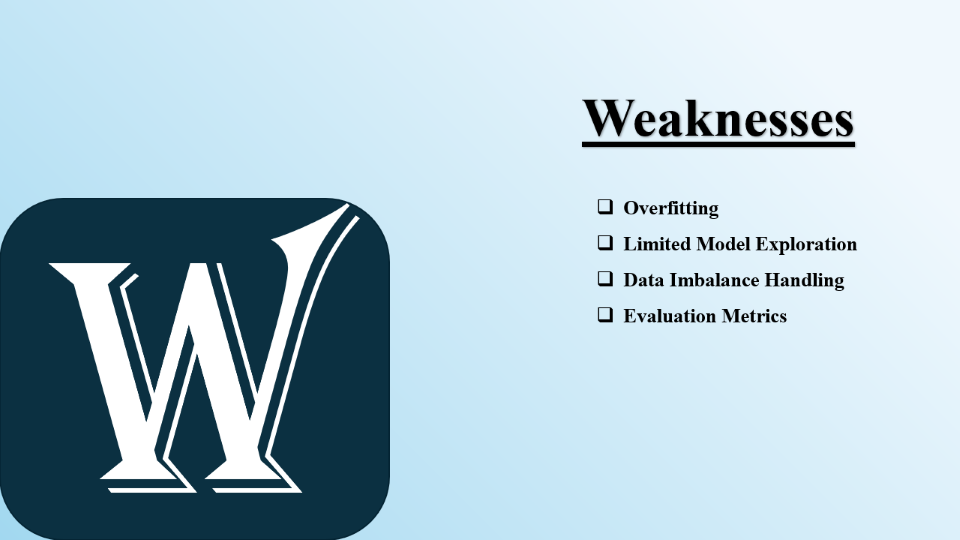 Weaknesses
❑ Overfitting
❑ Limited Model Exploration
❑ Data Imbalance Handling
❑ Evaluation Metrics
W